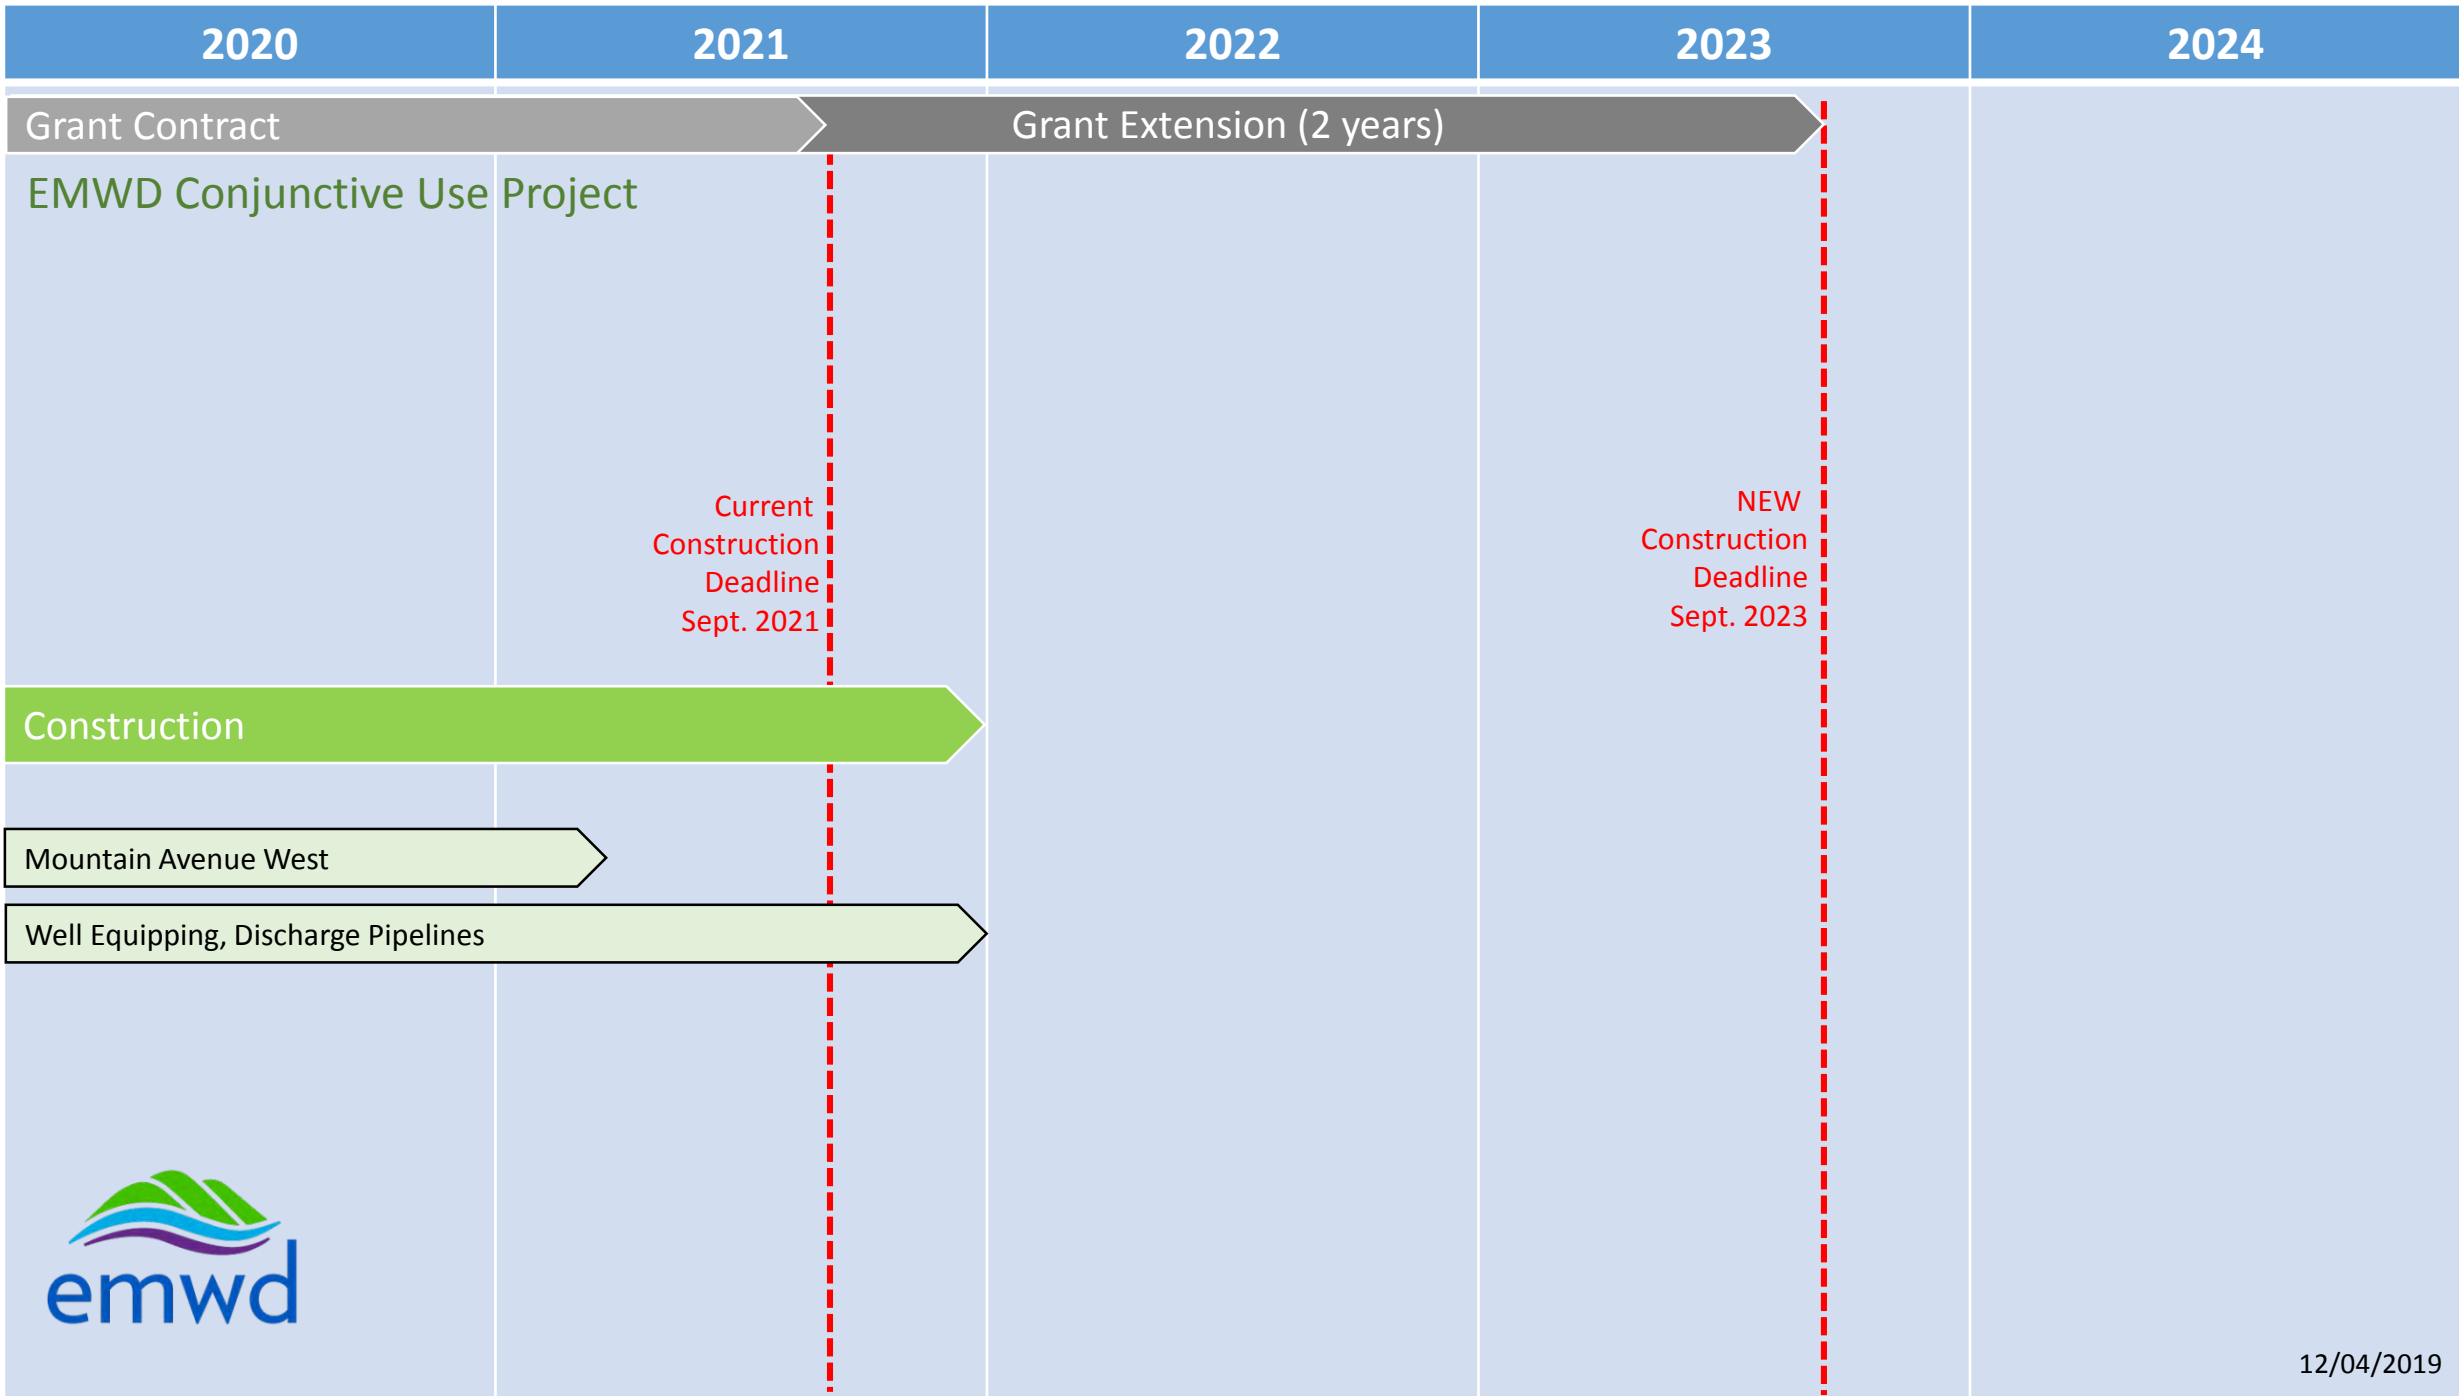 2020 2021 2022 2023 2024
Grant Contract
Grant Extension (2 years)
EMWD Conjunctive Use Project
Current
Construction
Deadline
Sept. 2021
NEW
Construction
Deadline
Sept. 2023
Construction
Mountain Avenue West
Well Equipping, Discharge Pipelines
emwd
12/04/2019